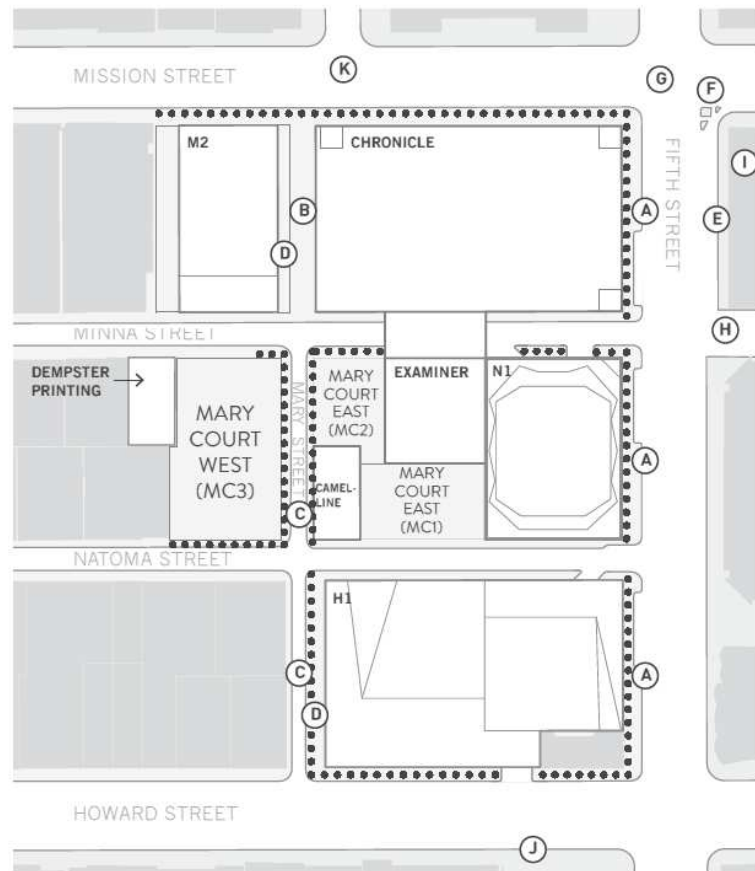 K
MISSION STREET
G
F
M2
CHRONICLE
FIFTH STREET
I
B
A
E
D
MINNA STREET
H
DEMPSTER
PRINTING
MARY
COURT
EAST
(MC2)
EXAMINER
N1
MARY STREET
MARY
COURT
WEST
(MC3)
A
MARY
COURT
EAST
(MC1)
CAMEL-
LINE
C
NATOMA STREET
H1
C
A
D
HOWARD STREET
J